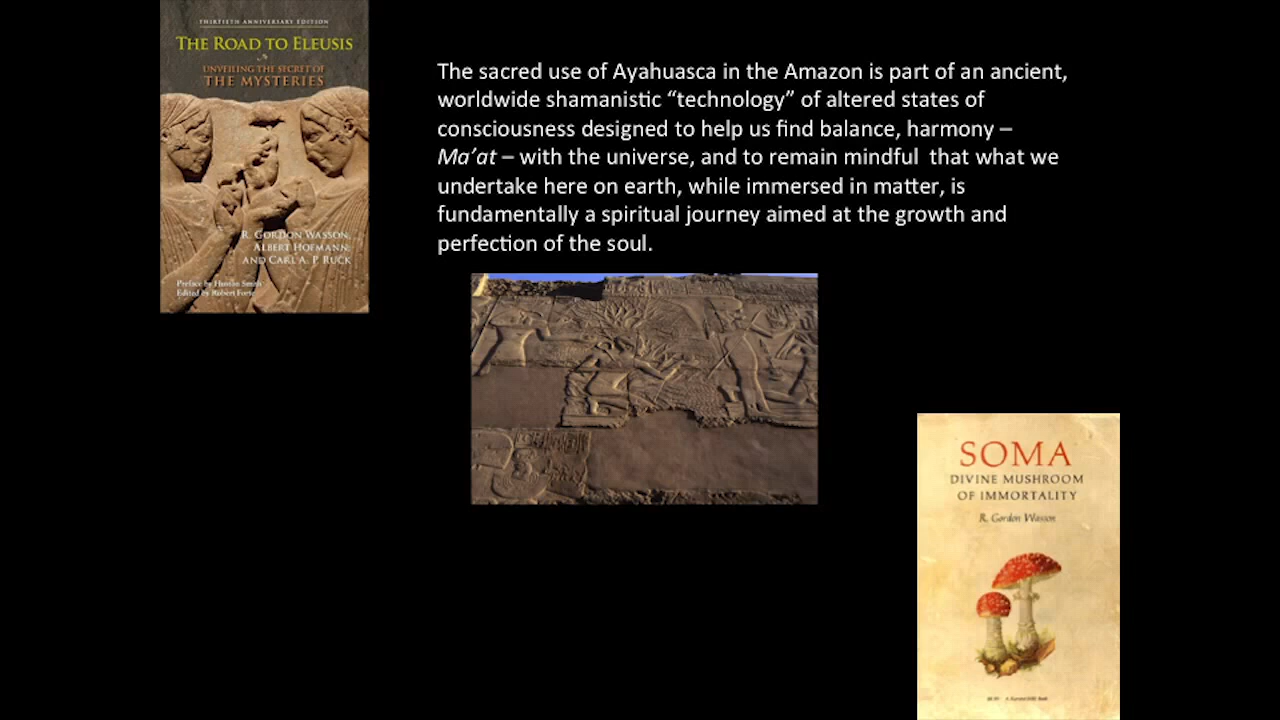 THIRTIETH ANNIVERSARY EDITION
THE ROAD TO ELEUSIS
UNVEILING THE SECRET OF
THE MYSTERIES
R. GORDON WASSON,
ALBERT HOFMANN,
AND CARL A. P. RUCK
Preface by Huston Smith
Edited by Robert Forte
The sacred use of Ayahuasca in the Amazon is part of an ancient,
worldwide shamanistic “technology” of altered states of
consciousness designed to help us find balance, harmony –
Ma’at – with the universe, and to remain mindful  that what we
undertake here on earth, while immersed in matter, is
fundamentally a spiritual journey aimed at the growth and
perfection of the soul.
SOMA
DIVINE MUSHROOM
OF IMMORTALITY
R. Gordon Wasson